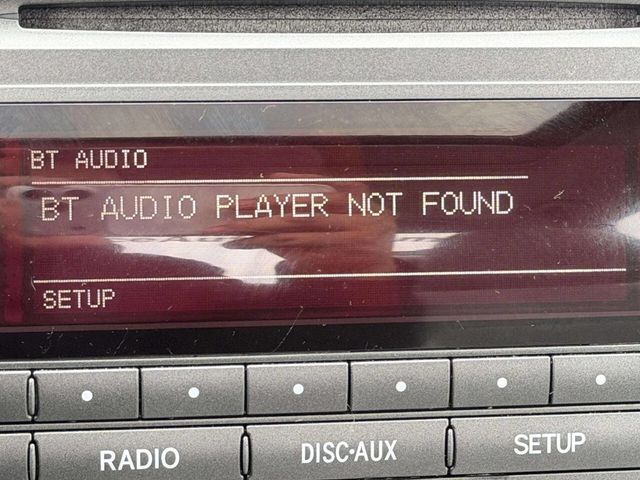 BT AUDIO
BT AUDIO PLAYER NOT FOUND
SETUP
RADIO
DISC·AUX
SETUP